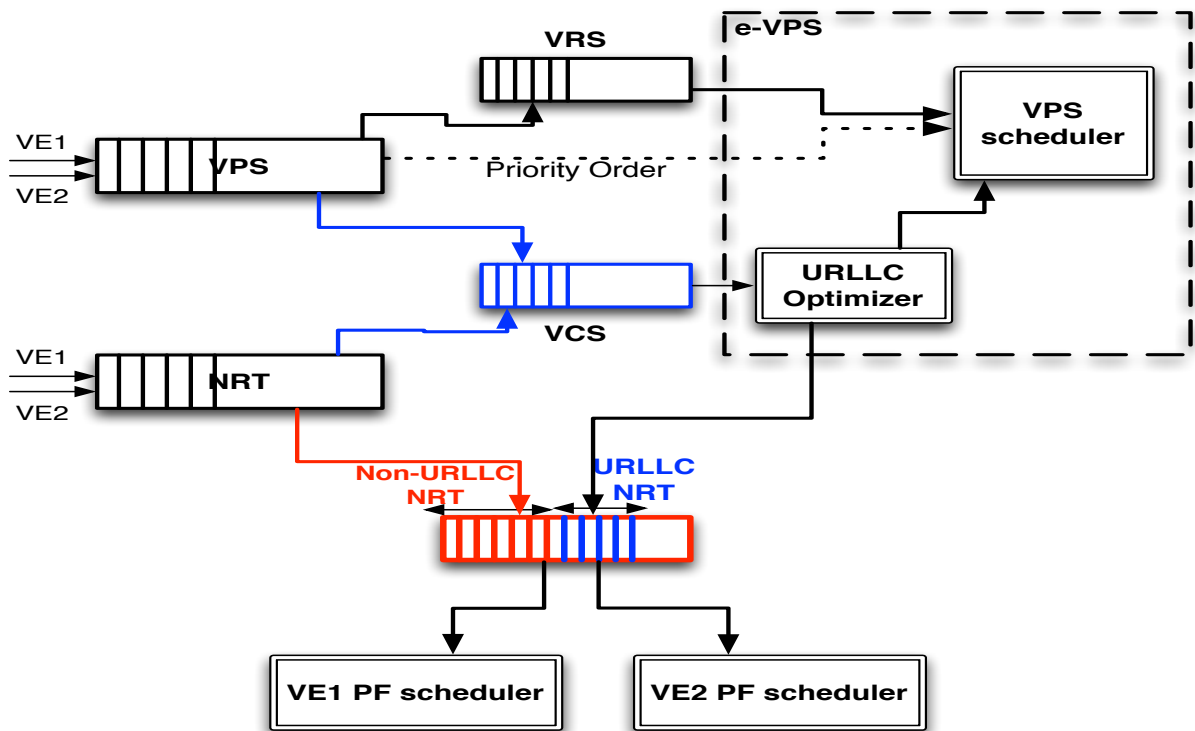 e-VPS
VRS
VPS
scheduler
VE1
VPS
VE2
Priority Order
URLLC
Optimizer
VCS
VE1
NRT
VE2
Non-URLLC
NRT
URLLC
NRT
VE1 PF scheduler
VE2 PF scheduler